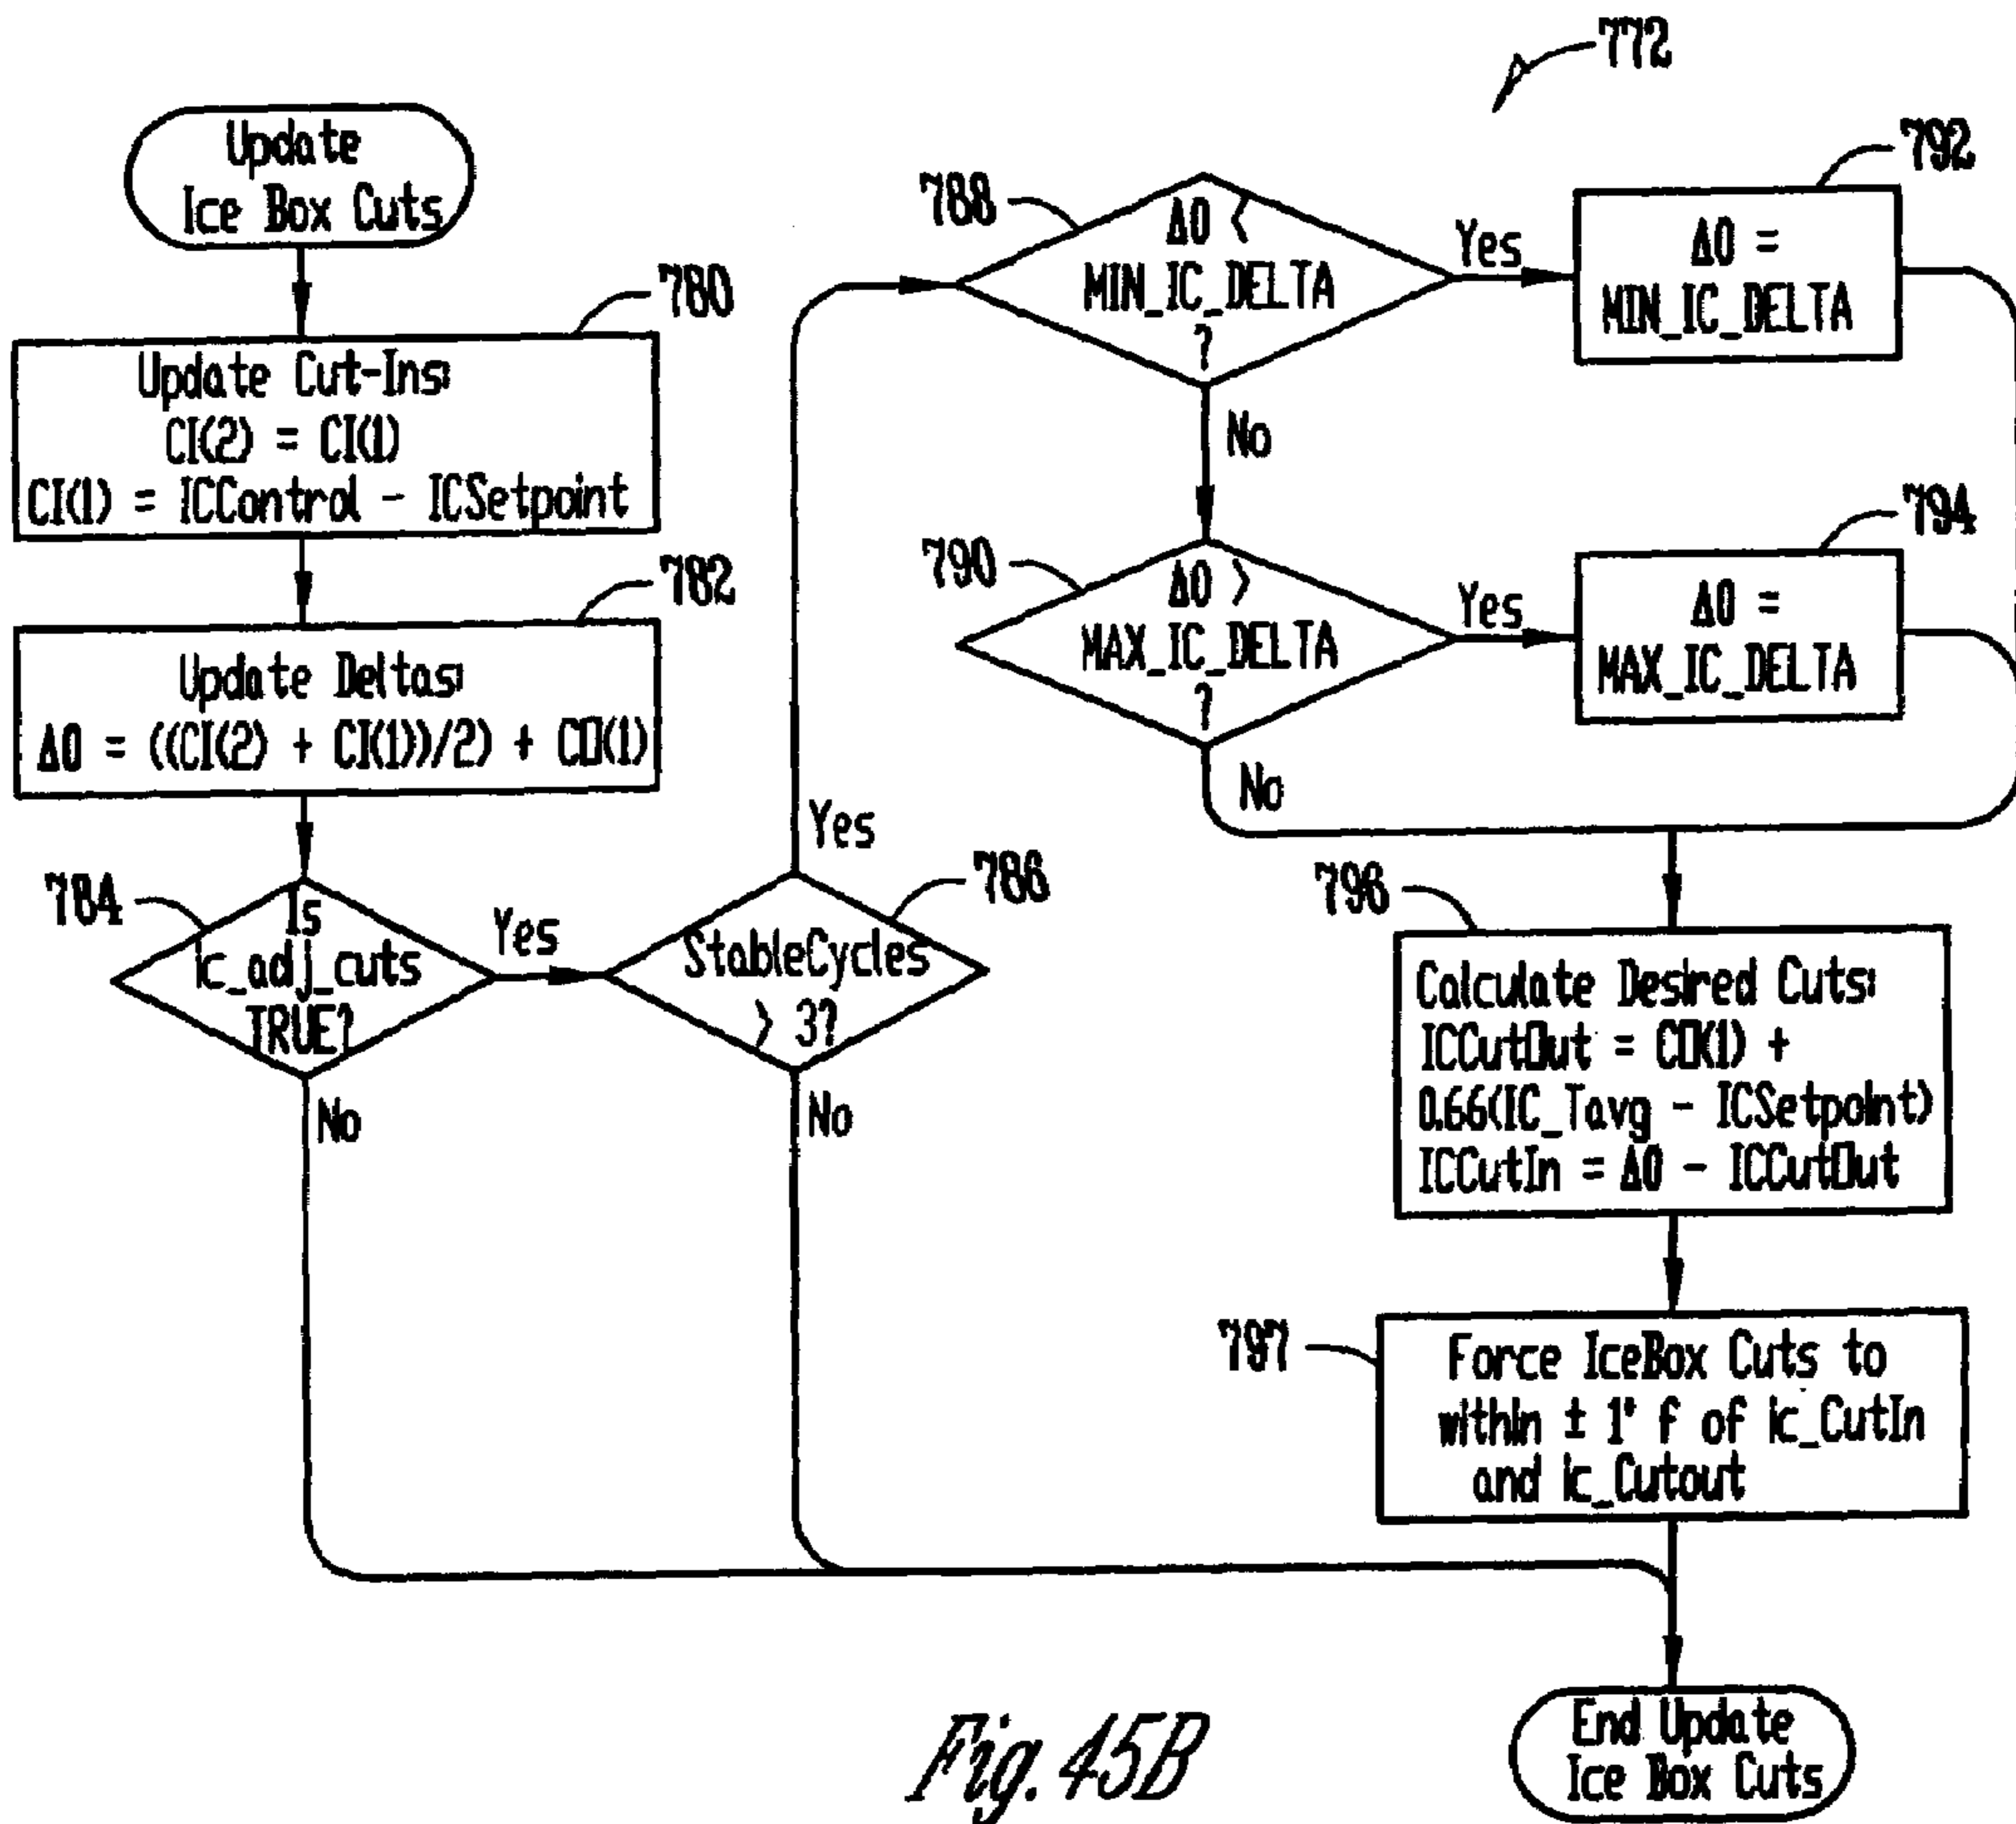 772
Update
Ice Box Cuts
780
Update Cut-Ins:
CI(2) = CI(1)
CI(1) = ICControl - ICSetpoint
782
Update Deltas:
Δ0 = ((CI(2) + CI(1))/2) + CO(1)
784
Is
ic_adj_cuts
TRUE?
Yes
No
786
StableCycles
> 3?
Yes
No
788
Δ0 <
MIN_IC_DELTA
?
Yes
No
792
Δ0 =
MIN_IC_DELTA
790
Δ0 >
MAX_IC_DELTA
?
Yes
No
794
Δ0 =
MAX_IC_DELTA
796
Calculate Desired Cuts:
ICCutOut = CO(1) +
0.66(IC_Tavg - ICSetpoint)
ICCutIn = Δ0 - ICCutOut
797
Force IceBox Cuts to
within ± 1° f of ic_CutIn
and ic_Cutout
End Update
Ice Box Cuts
Fig. 45B